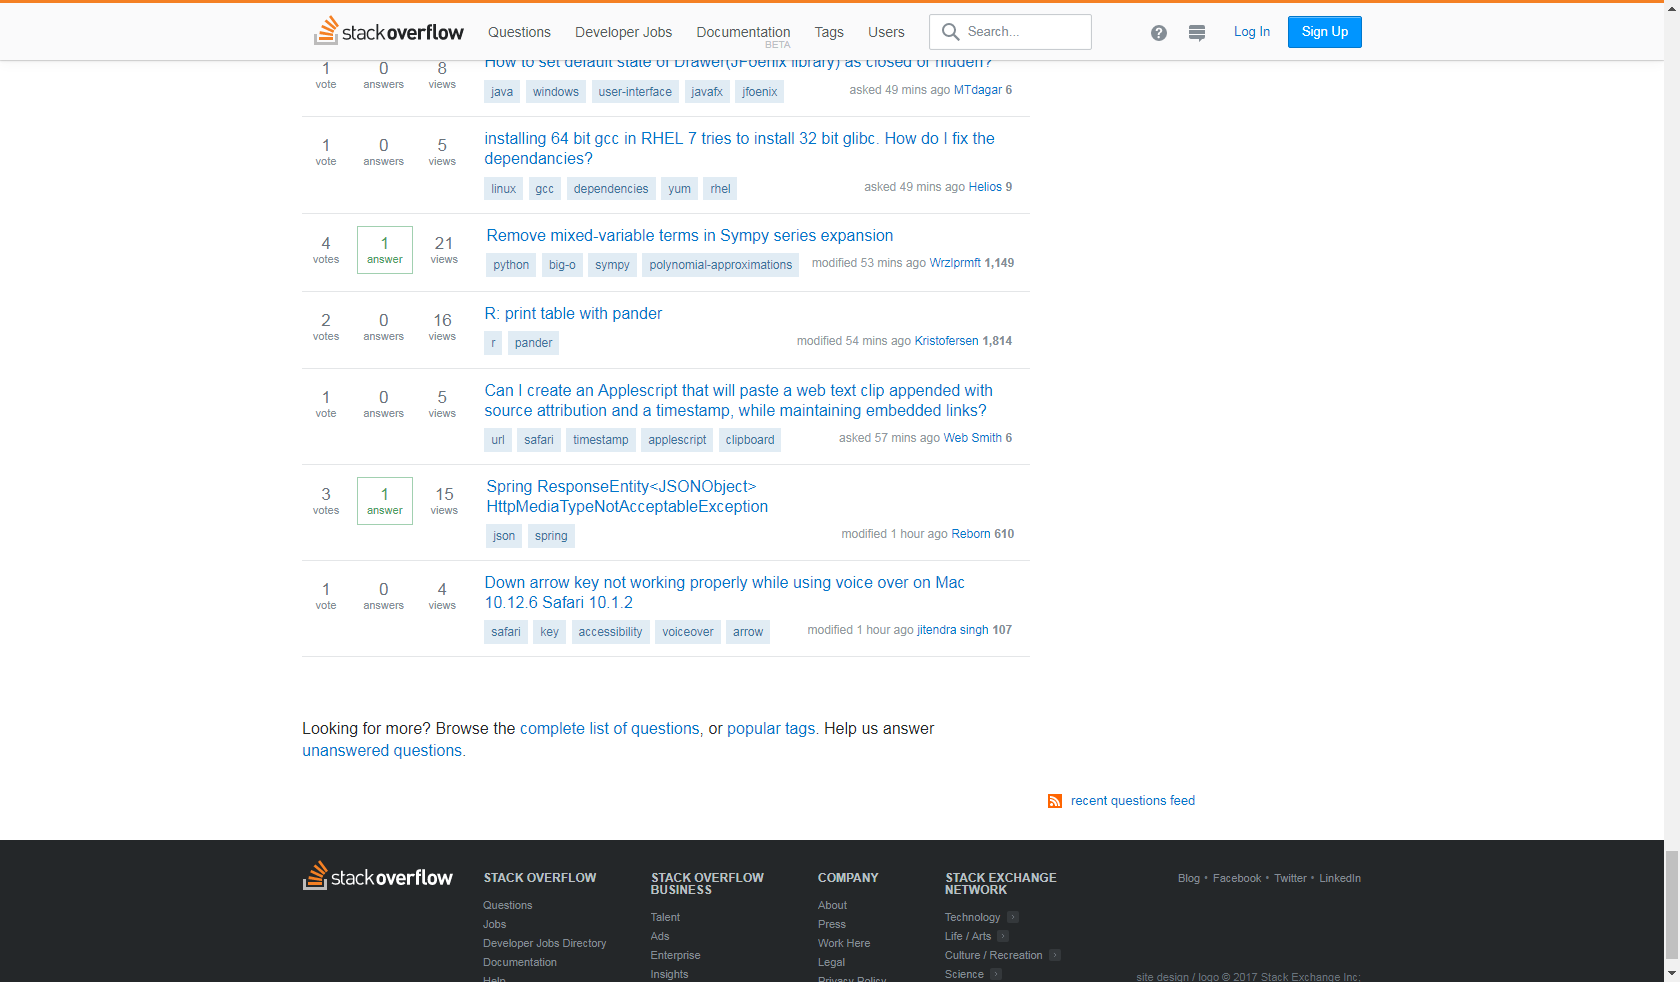 stackoverflow Questions Developer Jobs Documentation BETA Tags Users Search... Log In Sign Up
1 vote 0 answers 8 views How to set default state of Drawer(JFoenix library) as closed or hidden?
java windows user-interface javafx jfoenix asked 49 mins ago MTdagar 6
1 vote 0 answers 5 views installing 64 bit gcc in RHEL 7 tries to install 32 bit glibc. How do I fix the
dependancies?
linux gcc dependencies yum rhel asked 49 mins ago Helios 9
4 votes 1 answer 21 views Remove mixed-variable terms in Sympy series expansion
python big-o sympy polynomial-approximations modified 53 mins ago Wrzlprmft 1,149
2 votes 0 answers 16 views R: print table with pander
r pander modified 54 mins ago Kristofersen 1,814
1 vote 0 answers 5 views Can I create an Applescript that will paste a web text clip appended with
source attribution and a timestamp, while maintaining embedded links?
url safari timestamp applescript clipboard asked 57 mins ago Web Smith 6
3 votes 1 answer 15 views Spring ResponseEntity<JSONObject>
HttpMediaTypeNotAcceptableException
json spring modified 1 hour ago Reborn 610
1 vote 0 answers 4 views Down arrow key not working properly while using voice over on Mac
10.12.6 Safari 10.1.2
safari key accessibility voiceover arrow modified 1 hour ago jitendra singh 107
Looking for more? Browse the complete list of questions, or popular tags. Help us answer
unanswered questions.
recent questions feed
stackoverflow
STACK OVERFLOW
Questions
Jobs
Developer Jobs Directory
Documentation
Help
STACK OVERFLOW
BUSINESS
Talent
Ads
Enterprise
Insights
COMPANY
About
Press
Work Here
Legal
Privacy Policy
STACK EXCHANGE
NETWORK
Technology
Life / Arts
Culture / Recreation
Science
Blog • Facebook • Twitter • LinkedIn
site design / logo © 2017 Stack Exchange Inc;